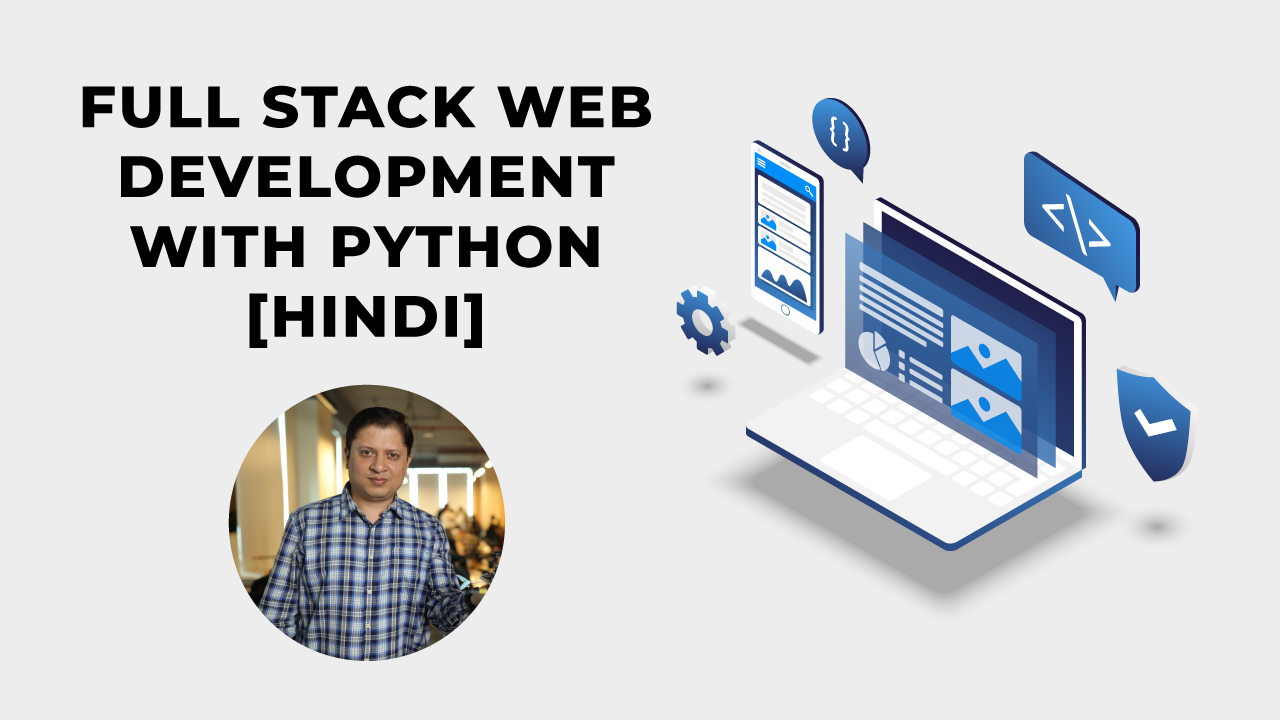 FULL STACK WEB
DEVELOPMENT
WITH PYTHON
[HINDI]
{}
</>